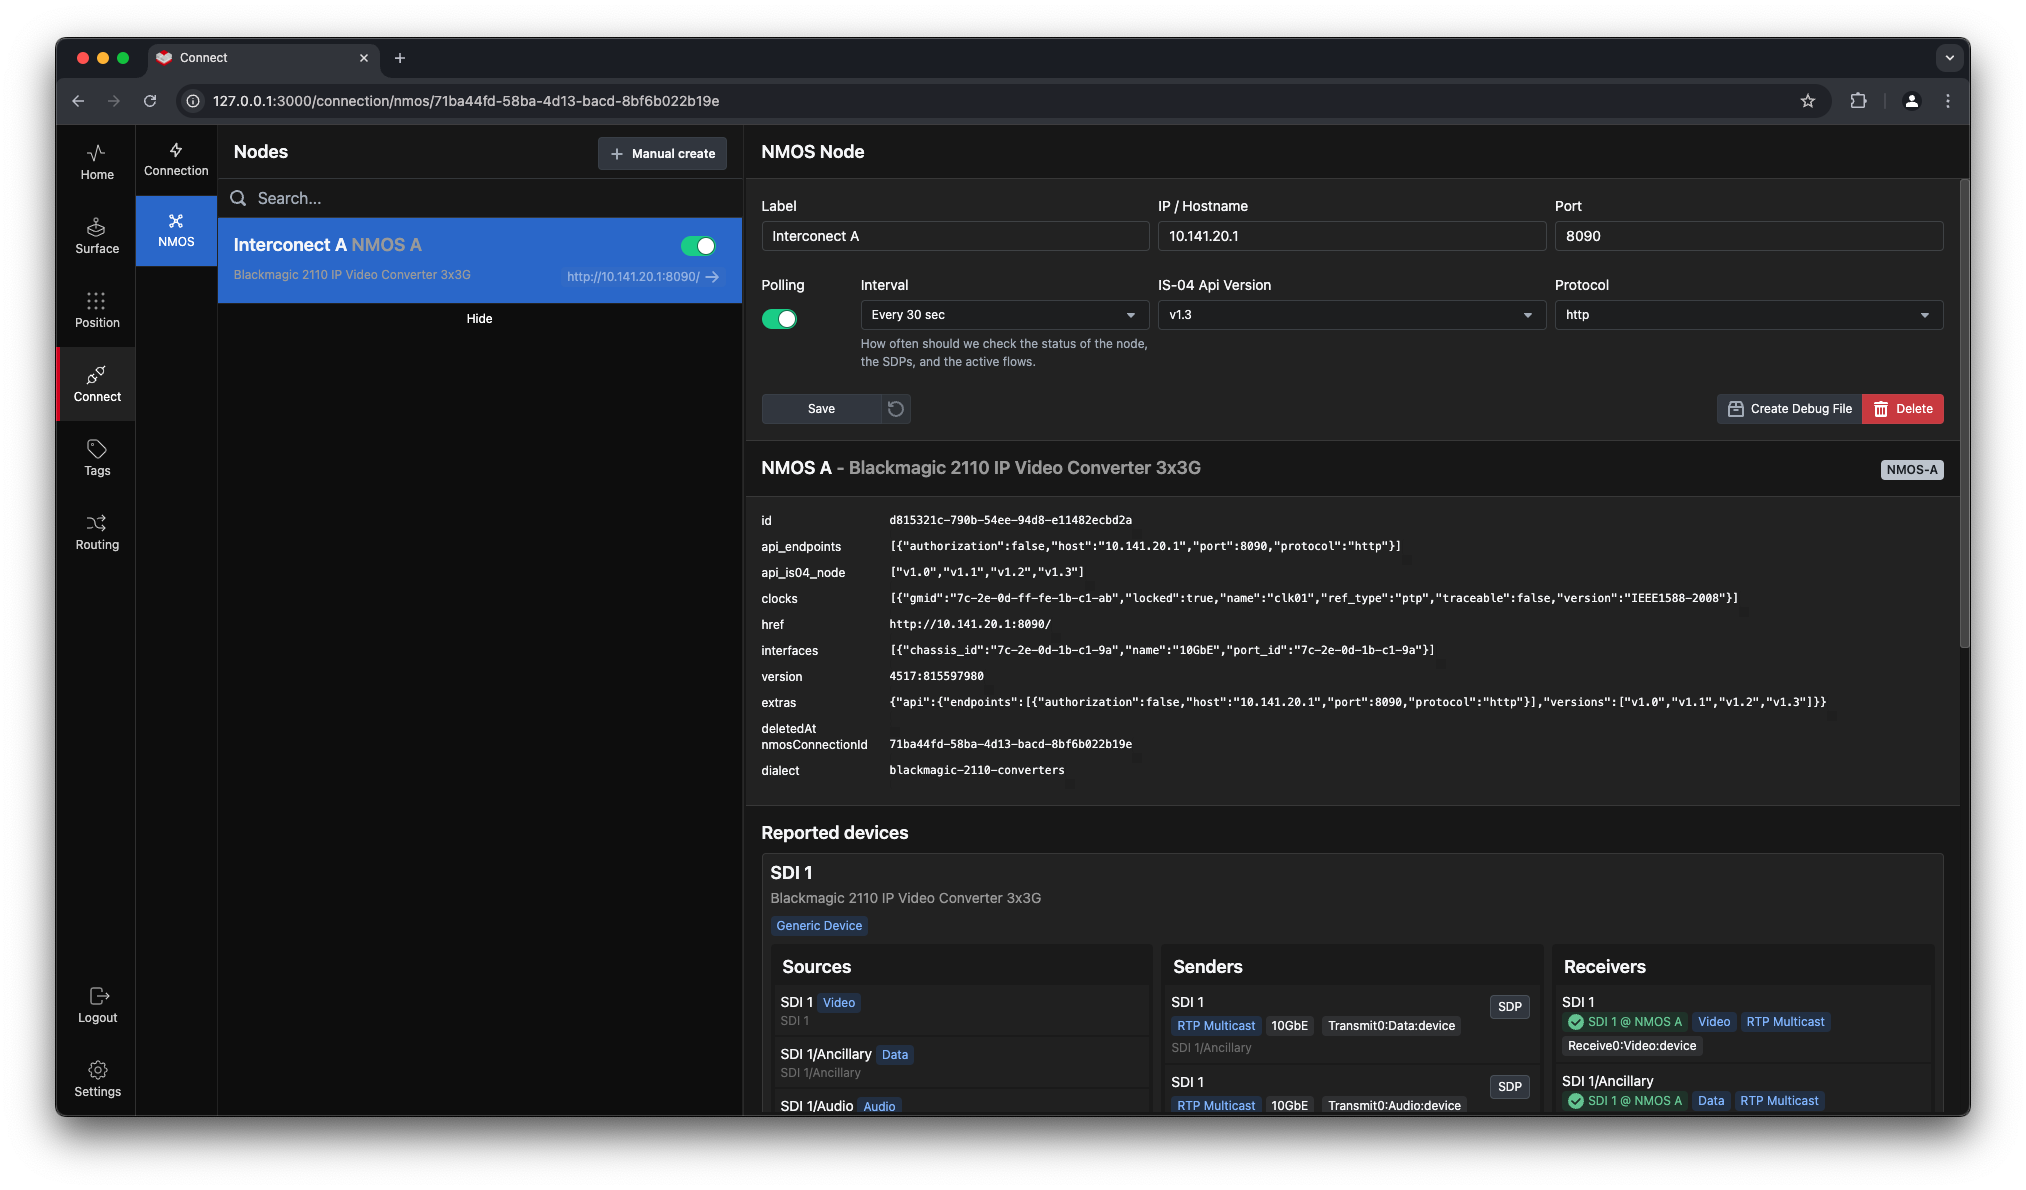 Connect
127.0.0.1:3000/connection/nmos/71ba44fd-58ba-4d13-bacd-8bf6b022b19e
Home
Surface
Position
Connect
Tags
Routing
Logout
Settings
Connection
NMOS
Nodes
Manual create
Search...
Interconect A NMOS A
Blackmagic 2110 IP Video Converter 3x3G
http://10.141.20.1:8090/
Hide
NMOS Node
Label
IP / Hostname
Port
Interconect A
10.141.20.1
8090
Polling
Interval
IS-04 Api Version
Protocol
Every 30 sec
v1.3
http
How often should we check the status of the node,
the SDPs, and the active flows.
Save
Create Debug File
Delete
NMOS A - Blackmagic 2110 IP Video Converter 3x3G
NMOS-A
id d815321c-790b-54ee-94d8-e11482ecbd2a
api_endpoints [{"authorization":false,"host":"10.141.20.1","port":8090,"protocol":"http"}]
api_is04_node ["v1.0","v1.1","v1.2","v1.3"]
clocks [{"gmid":"7c-2e-0d-ff-fe-1b-c1-ab","locked":true,"name":"clk01","ref_type":"ptp","traceable":false,"version":"IEEE1588-2008"}]
href http://10.141.20.1:8090/
interfaces [{"chassis_id":"7c-2e-0d-1b-c1-9a","name":"10GbE","port_id":"7c-2e-0d-1b-c1-9a"}]
version 4517:815597980
extras {"api":{"endpoints":[{"authorization":false,"host":"10.141.20.1","port":8090,"protocol":"http"}],"versions":["v1.0","v1.1","v1.2","v1.3"]}}
deletedAt
nmosConnectionId 71ba44fd-58ba-4d13-bacd-8bf6b022b19e
dialect blackmagic-2110-converters
Reported devices
SDI 1
Blackmagic 2110 IP Video Converter 3x3G
Generic Device
Sources
SDI 1 Video
SDI 1
SDI 1/Ancillary Data
SDI 1/Ancillary
SDI 1/Audio Audio
Senders
SDI 1
SDP
RTP Multicast 10GbE Transmit0:Data:device
SDI 1/Ancillary
SDI 1
SDP
RTP Multicast 10GbE Transmit0:Audio:device
Receivers
SDI 1
SDI 1 @ NMOS A Video RTP Multicast
Receive0:Video:device
SDI 1/Ancillary
SDI 1 @ NMOS A Data RTP Multicast